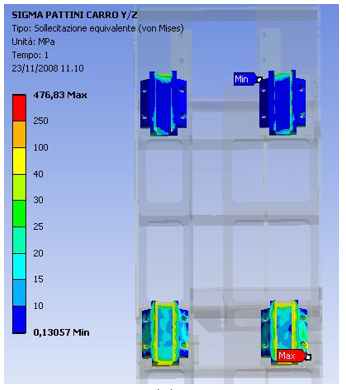 SIGMA PATTINI CARRO Y/Z
Tipo: Sollecitazione equivalente (von Mises)
Unità: MPa
Tempo: 1
23/11/2008 11.10
476,83 Max
250
100
40
30
25
20
15
10
0,13057 Min
Min
Max